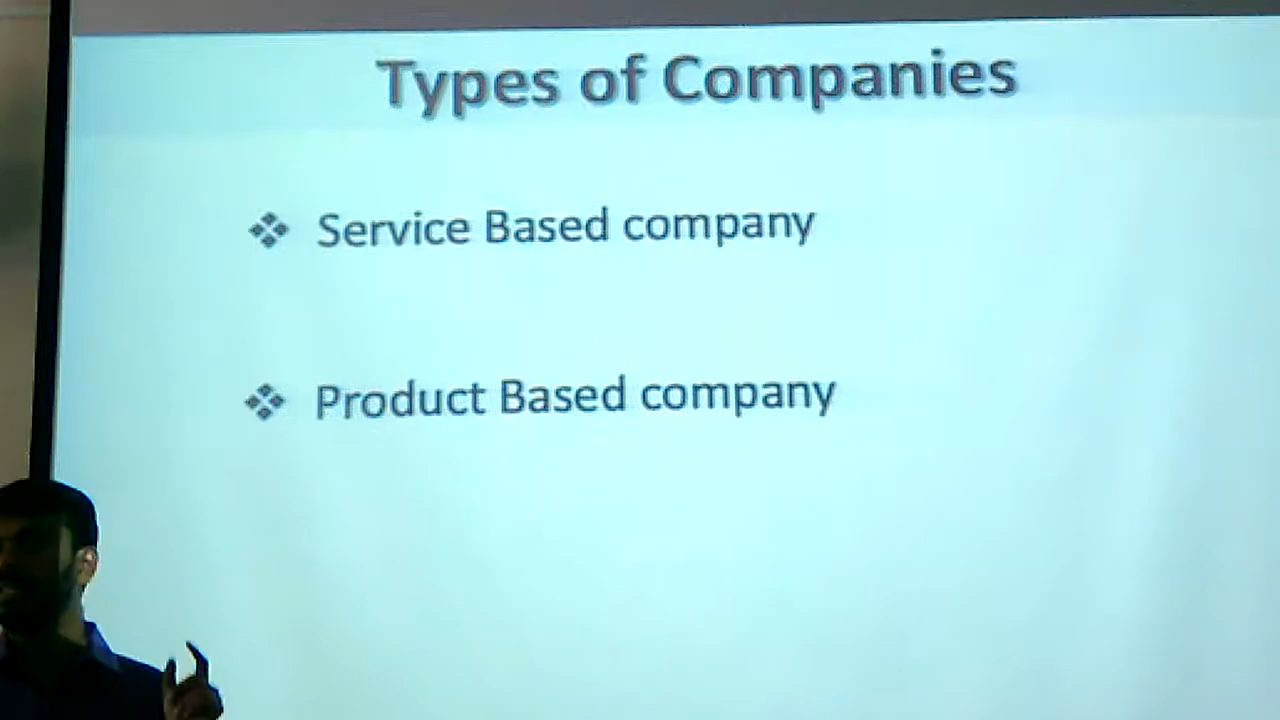 Types of Companies
Service Based company
Product Based company